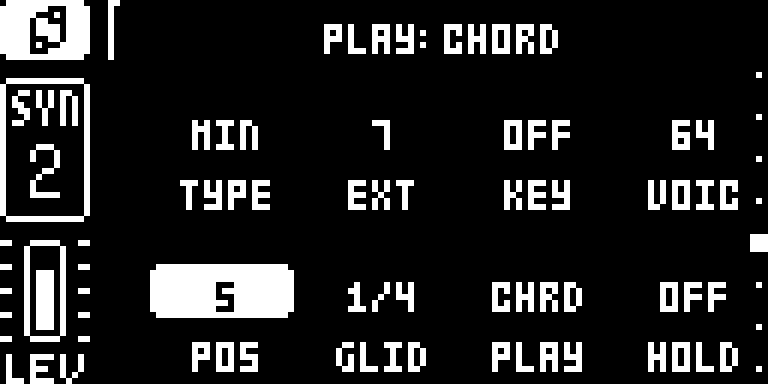 PLAY: CHORD
SYN
2
MIN 7 OFF 64
TYPE EXT KEY VOIC
5 1/4 CHRD OFF
POS GLID PLAY HOLD
LEV